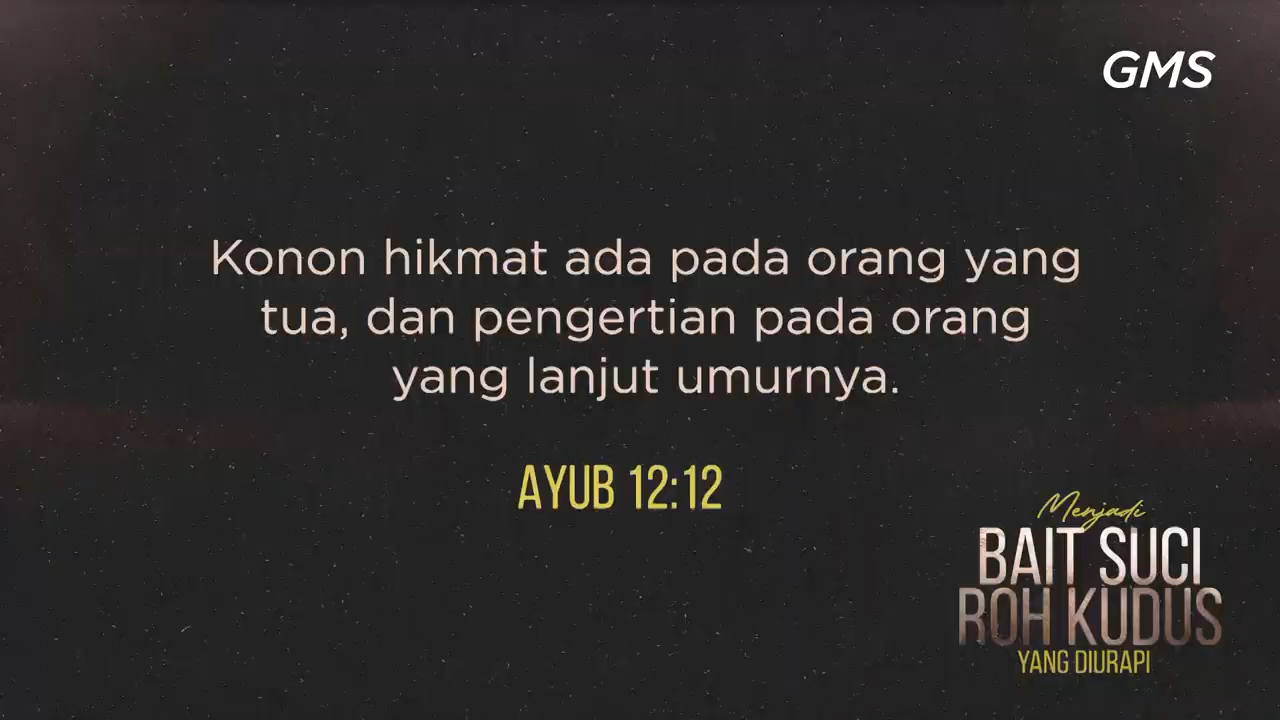 GMS
Konon hikmat ada pada orang yang
tua, dan pengertian pada orang
yang lanjut umurnya.
AYUB 12:12
Menjadi
BAIT SUCI
ROH KUDUS
YANG DIURAPI